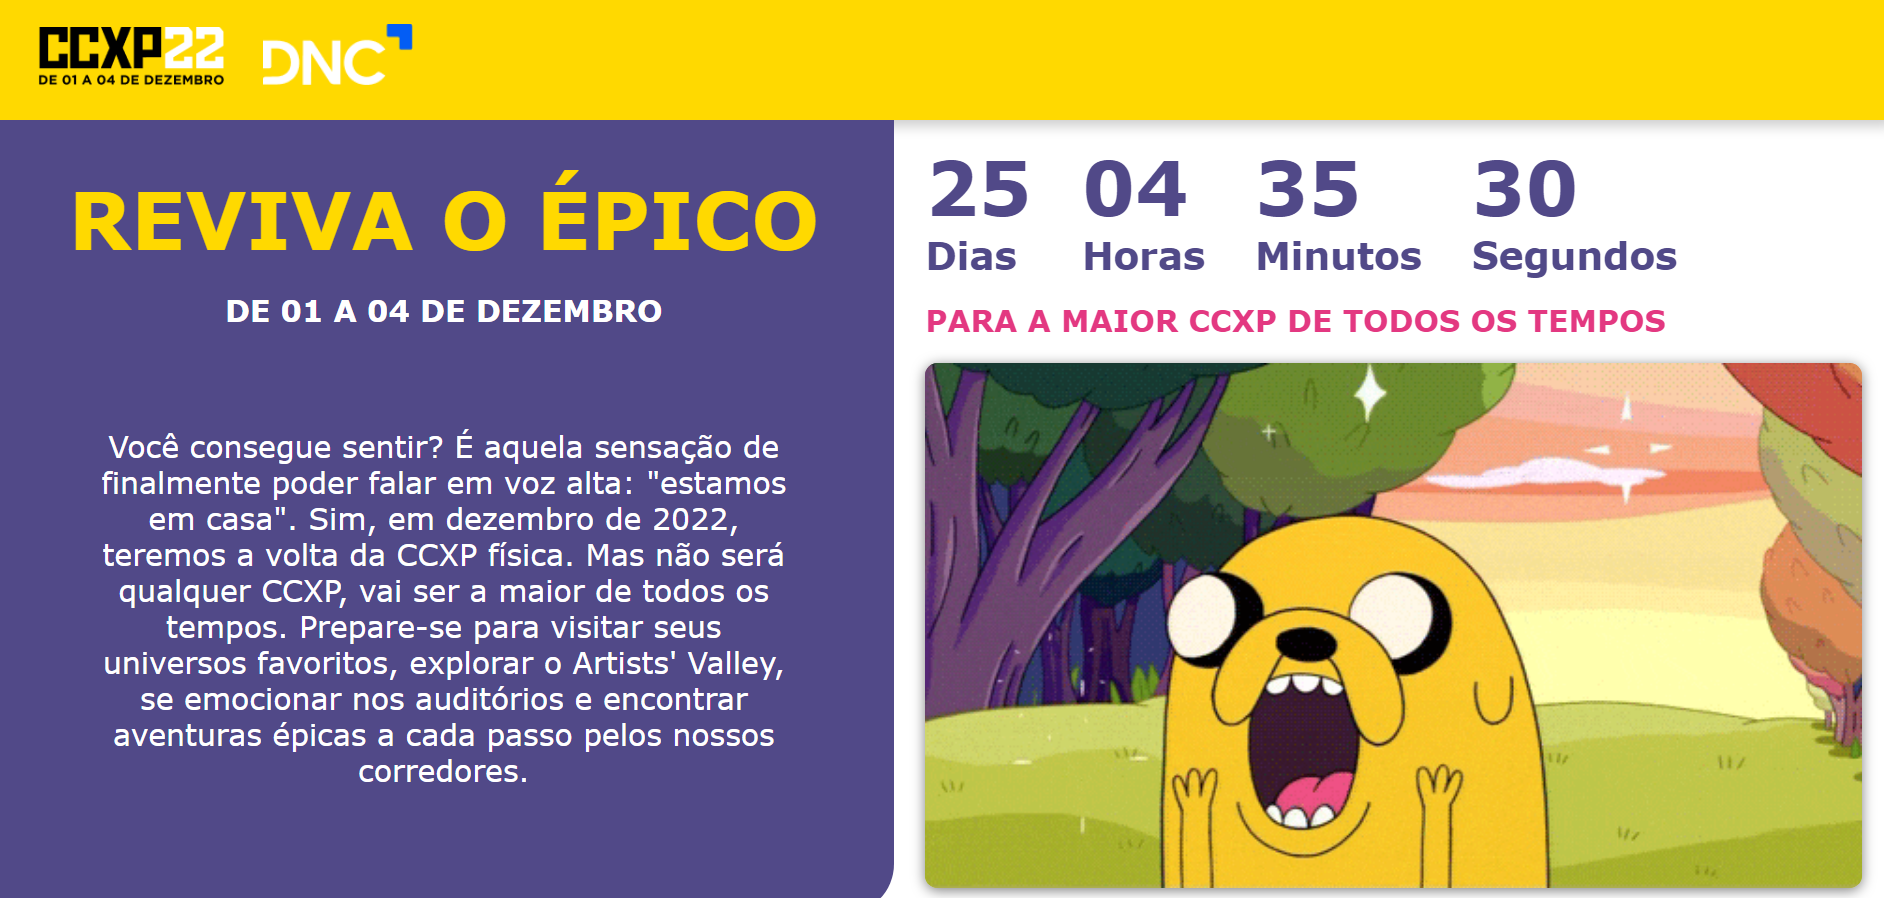 CCXP22
DE 01 A 04 DE DEZEMBRO
DNC
REVIVA O ÉPICO
DE 01 A 04 DE DEZEMBRO
Você consegue sentir? É aquela sensação de
finalmente poder falar em voz alta: "estamos
em casa". Sim, em dezembro de 2022,
teremos a volta da CCXP física. Mas não será
qualquer CCXP, vai ser a maior de todos os
tempos. Prepare-se para visitar seus
universos favoritos, explorar o Artists' Valley,
se emocionar nos auditórios e encontrar
aventuras épicas a cada passo pelos nossos
corredores.
25 04 35 30
Dias Horas Minutos Segundos
PARA A MAIOR CCXP DE TODOS OS TEMPOS